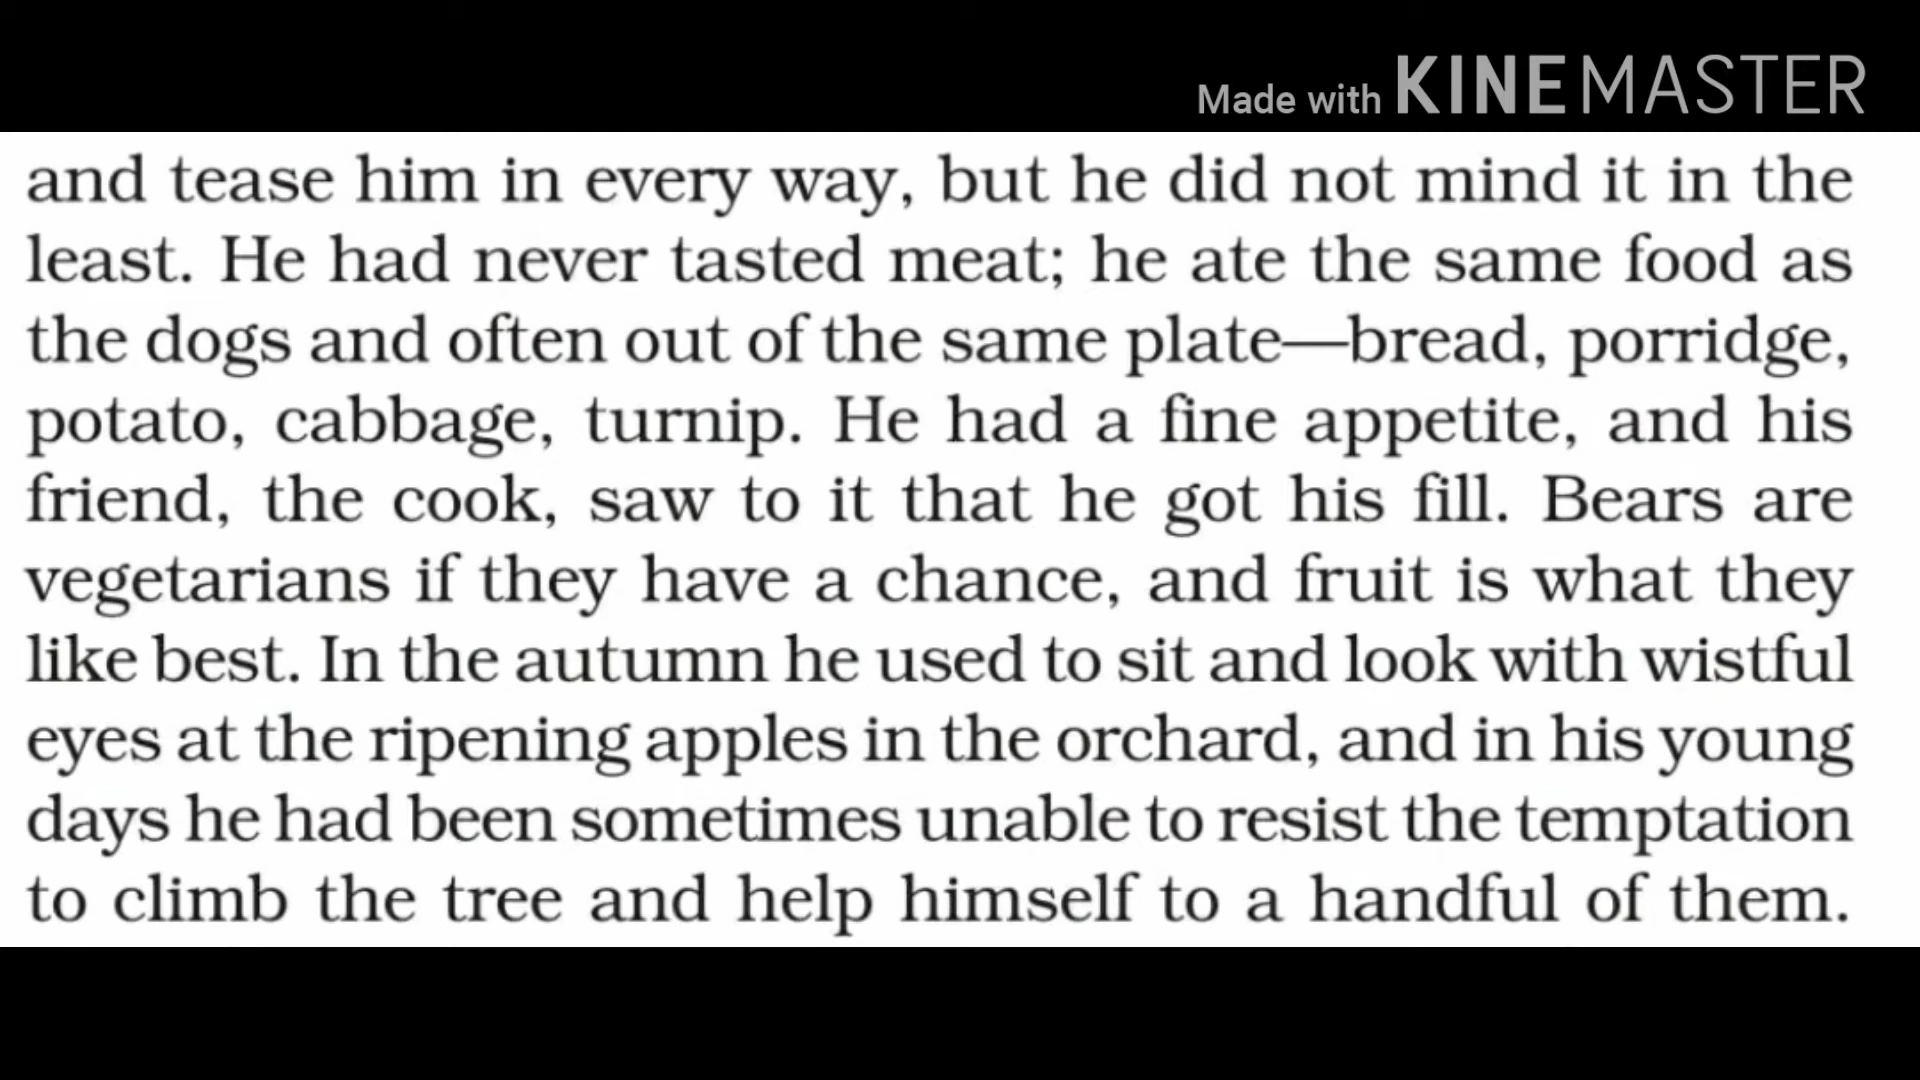 Made with KINEMASTER
and tease him in every way, but he did not mind it in the
least. He had never tasted meat; he ate the same food as
the dogs and often out of the same plate—bread, porridge,
potato, cabbage, turnip. He had a fine appetite, and his
friend, the cook, saw to it that he got his fill. Bears are
vegetarians if they have a chance, and fruit is what they
like best. In the autumn he used to sit and look with wistful
eyes at the ripening apples in the orchard, and in his young
days he had been sometimes unable to resist the temptation
to climb the tree and help himself to a handful of them.